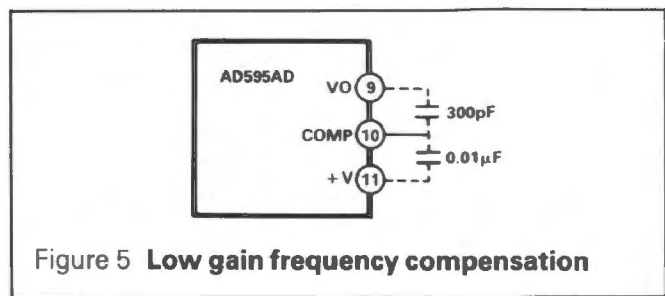 AD595AD
VO 9
300pF
COMP 10
0.01µF
+V 11
Figure 5 Low gain frequency compensation